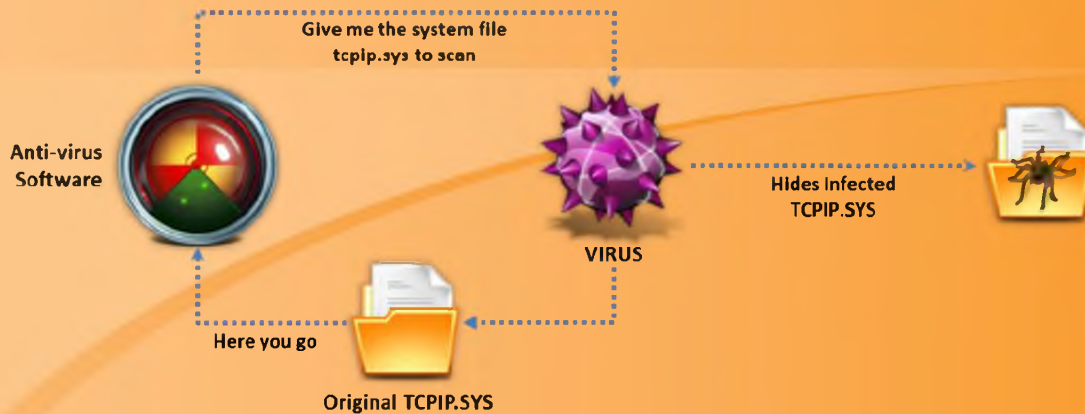 Give me the system file
tcpip.sys to scan
Anti-virus
Software
Hides Infected
TCPIP.SYS
VIRUS
Here you go
Original TCPIP.SYS